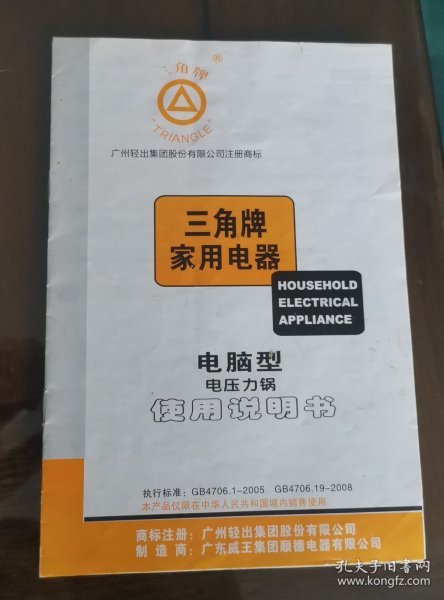 三角牌
®
"TRIANGLE"
广州轻出集团股份有限公司注册商标
三角牌
家用电器
HOUSEHOLD
ELECTRICAL
APPLIANCE
电脑型
电压力锅
使用说明书
执行标准：GB4706.1-2005 GB4706.19-2008
本产品仅限在中华人民共和国境内销售使用
商标注册：广州轻出集团股份有限公司
制造商：广东威王集团顺德电器有限公司
孔夫子旧书网
www.kongfz.com